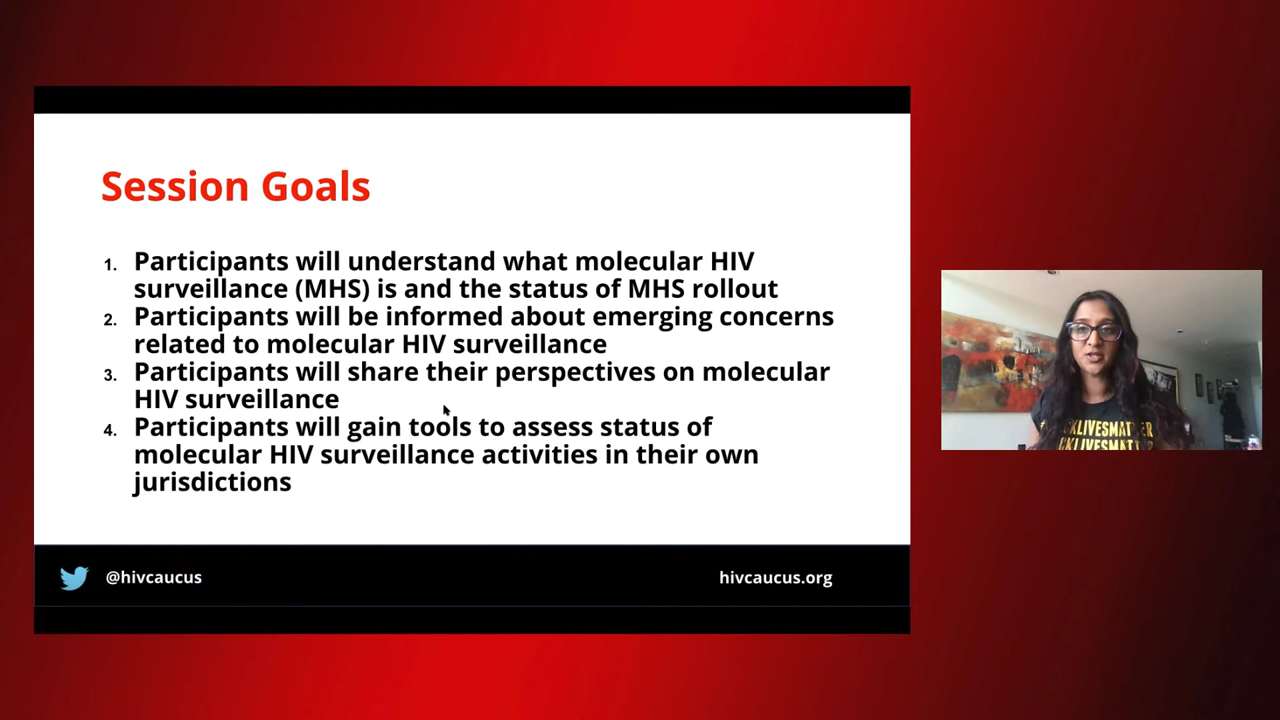 Session Goals
1. Participants will understand what molecular HIV
surveillance (MHS) is and the status of MHS rollout
2. Participants will be informed about emerging concerns
related to molecular HIV surveillance
3. Participants will share their perspectives on molecular
HIV surveillance
4. Participants will gain tools to assess status of
molecular HIV surveillance activities in their own
jurisdictions
@hivcaucus
hivcaucus.org